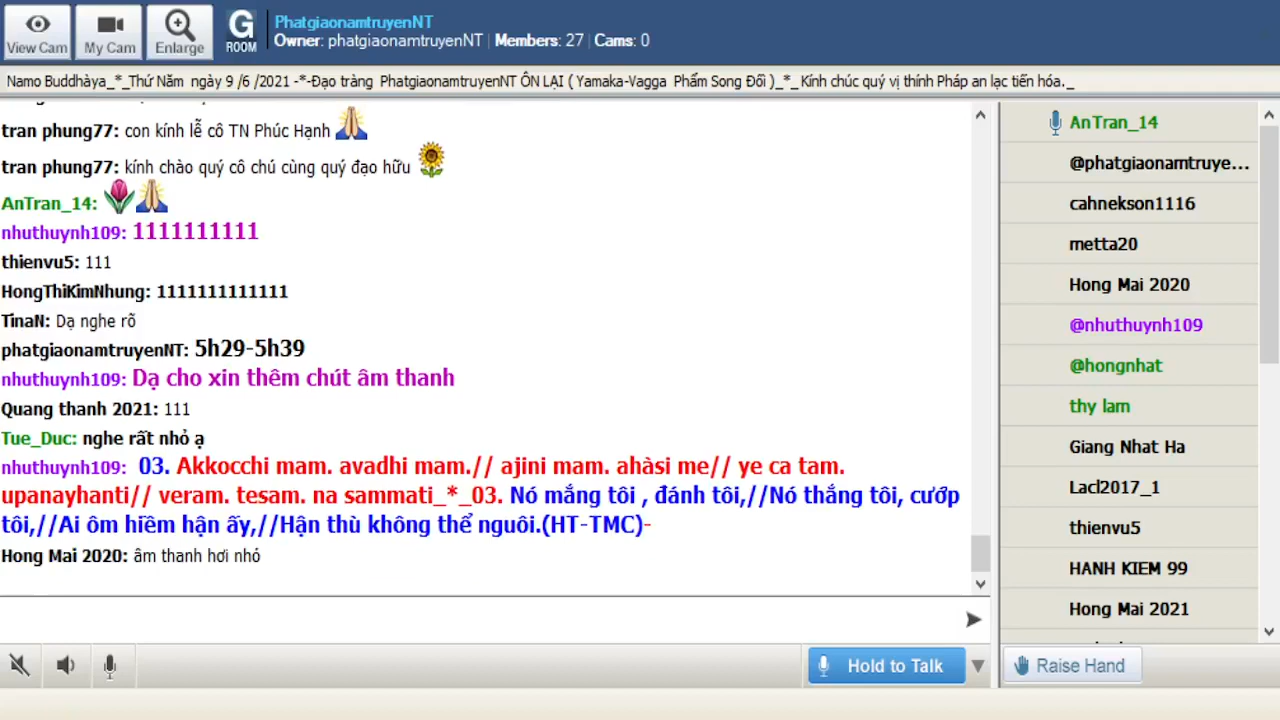 View Cam
My Cam
Enlarge
G
ROOM
PhatgiaonamtruyenNT
Owner: phatgiaonamtruyenNT | Members: 27 | Cams: 0
Namo Buddhàya_*_Thứ Năm ngày 9 /6 /2021 -*-Đạo tràng PhatgiaonamtruyenNT ÔN LẠI ( Yamaka-Vagga Phẩm Song Đối )_*_ Kính chúc quý vị thính Pháp an lạc tiến hóa._
tran phung77: con kính lễ cô TN Phúc Hạnh
tran phung77: kính chào quý cô chú cùng quý đạo hữu
AnTran_14:
nhuthuynh109: 1111111111
thienvu5: 111
HongThiKimNhung: 1111111111111
TinaN: Dạ nghe rõ
phatgiaonamtruyenNT: 5h29-5h39
nhuthuynh109: Dạ cho xin thêm chút âm thanh
Quang thanh 2021: 111
Tue_Duc: nghe rất nhỏ ạ
nhuthuynh109: 03. Akkocchi mam. avadhi mam.// ajini mam. ahàsi me// ye ca tam.
upanayhanti// veram. tesam. na sammati_*_03. Nó mắng tôi , đánh tôi,//Nó thắng tôi, cướp
tôi,//Ai ôm hiềm hận ấy,//Hận thù không thể nguôi.(HT-TMC)-
Hong Mai 2020: âm thanh hơi nhỏ
Hold to Talk
AnTran_14
@phatgiaonamtruye...
cahnekson1116
metta20
Hong Mai 2020
@nhuthuynh109
@hongnhat
thy lam
Giang Nhat Ha
Lacl2017_1
thienvu5
HANH KIEM 99
Hong Mai 2021
Raise Hand